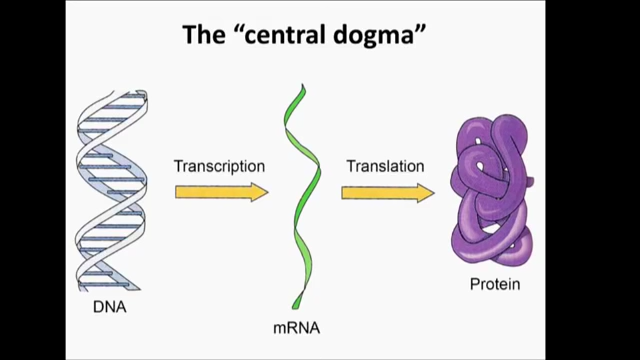 The “central dogma”
Transcription
Translation
DNA
mRNA
Protein